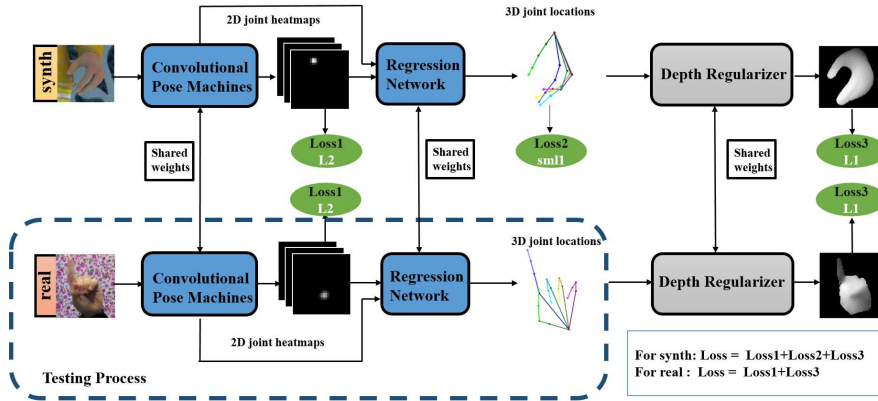 2D joint heatmaps
3D joint locations
synth
Convolutional
Pose Machines
Regression
Network
Depth Regularizer
Shared
weights
Loss1
L2
Shared
weights
Loss2
sml1
Shared
weights
Loss3
L1
Loss1
L2
Loss3
L1
3D joint locations
real
Convolutional
Pose Machines
Regression
Network
Depth Regularizer
2D joint heatmaps
Testing Process
For synth: Loss = Loss1+Loss2+Loss3
For real : Loss = Loss1+Loss3